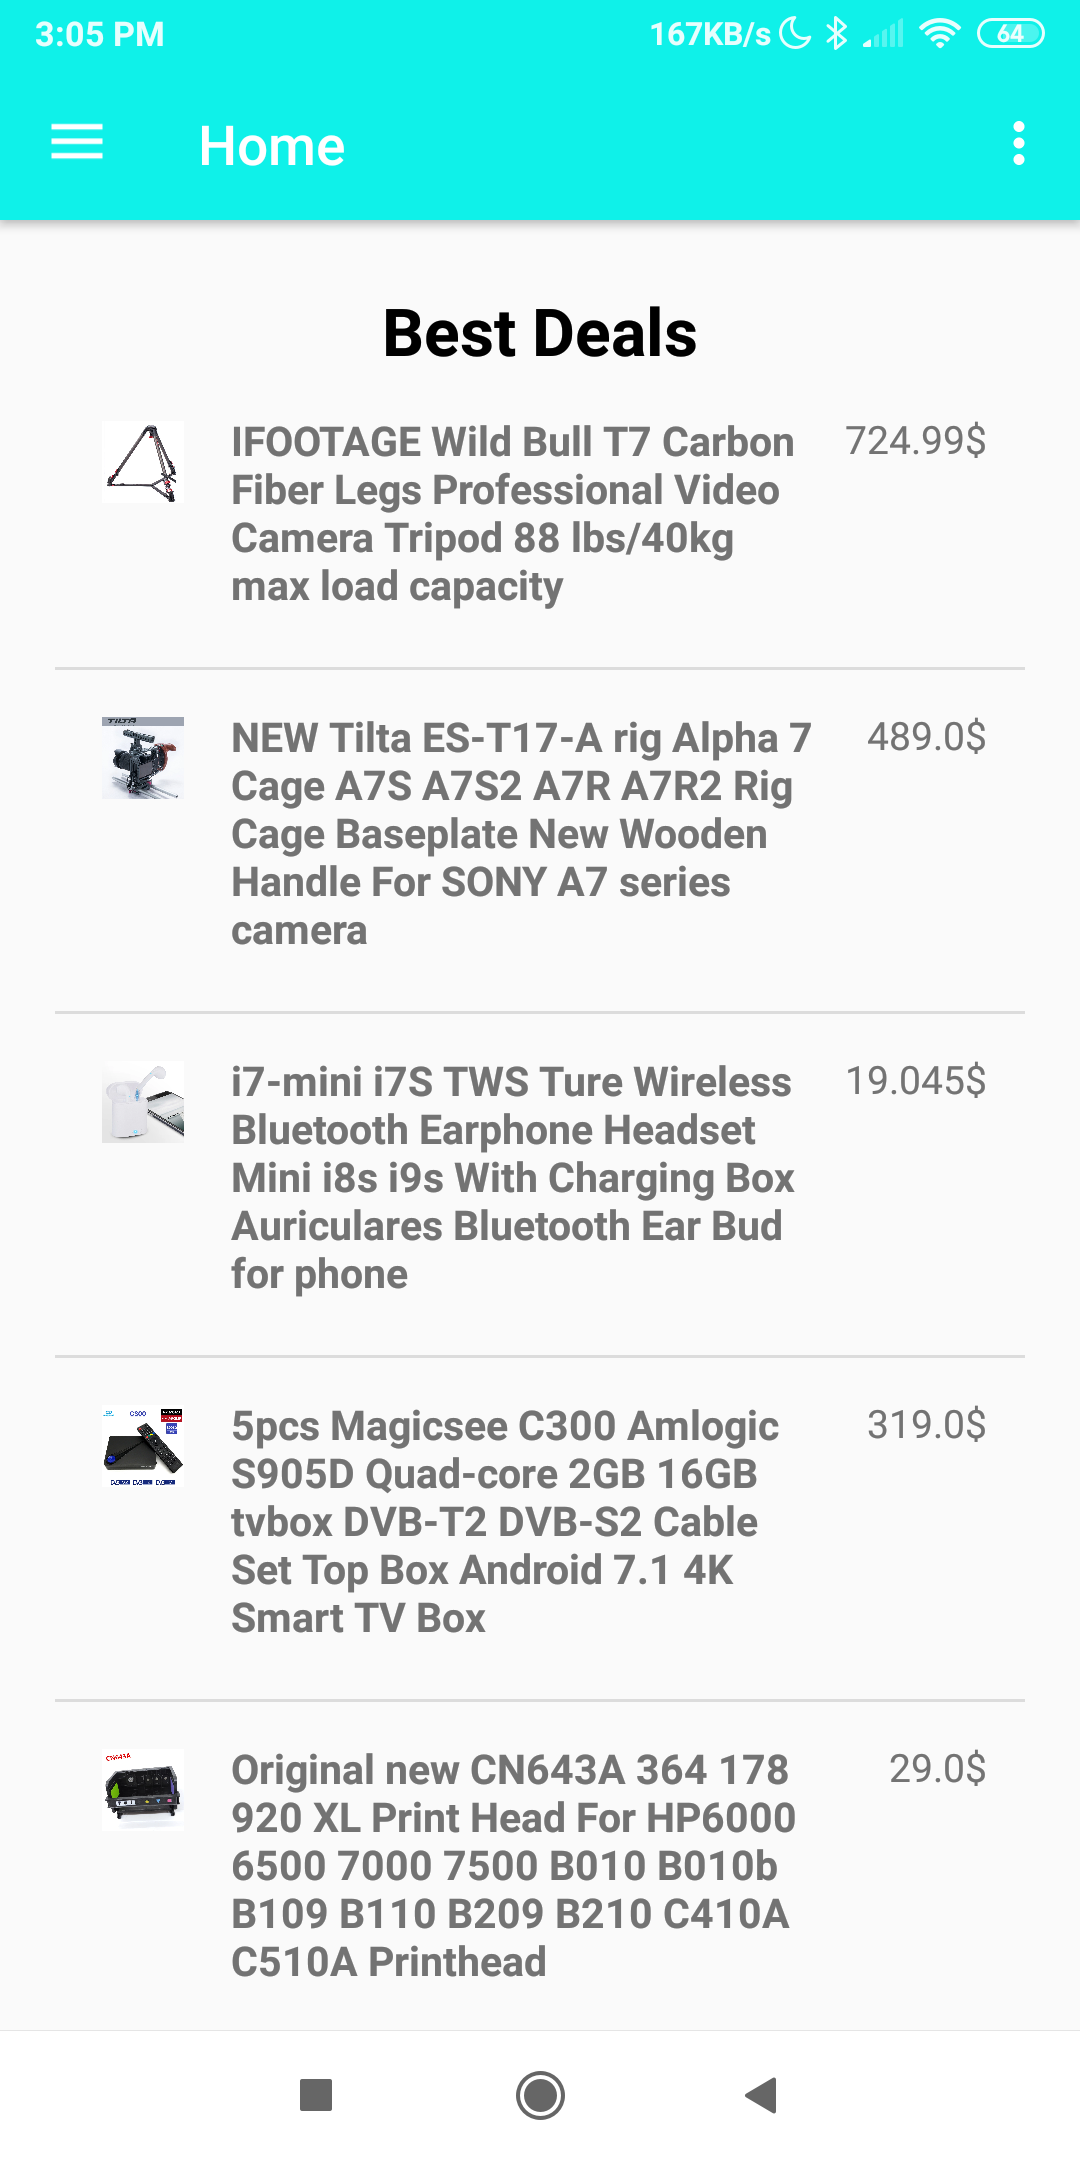 3:05 PM
167KB/s
64
Home
Best Deals
IFOOTAGE Wild Bull T7 Carbon
Fiber Legs Professional Video
Camera Tripod 88 lbs/40kg
max load capacity
724.99$
TILTA
NEW Tilta ES-T17-A rig Alpha 7
Cage A7S A7S2 A7R A7R2 Rig
Cage Baseplate New Wooden
Handle For SONY A7 series
camera
489.0$
i7-mini i7S TWS Ture Wireless
Bluetooth Earphone Headset
Mini i8s i9s With Charging Box
Auriculares Bluetooth Ear Bud
for phone
19.045$
5pcs Magicsee C300 Amlogic
S905D Quad-core 2GB 16GB
tvbox DVB-T2 DVB-S2 Cable
Set Top Box Android 7.1 4K
Smart TV Box
319.0$
CN643A
Original new CN643A 364 178
920 XL Print Head For HP6000
6500 7000 7500 B010 B010b
B109 B110 B209 B210 C410A
C510A Printhead
29.0$